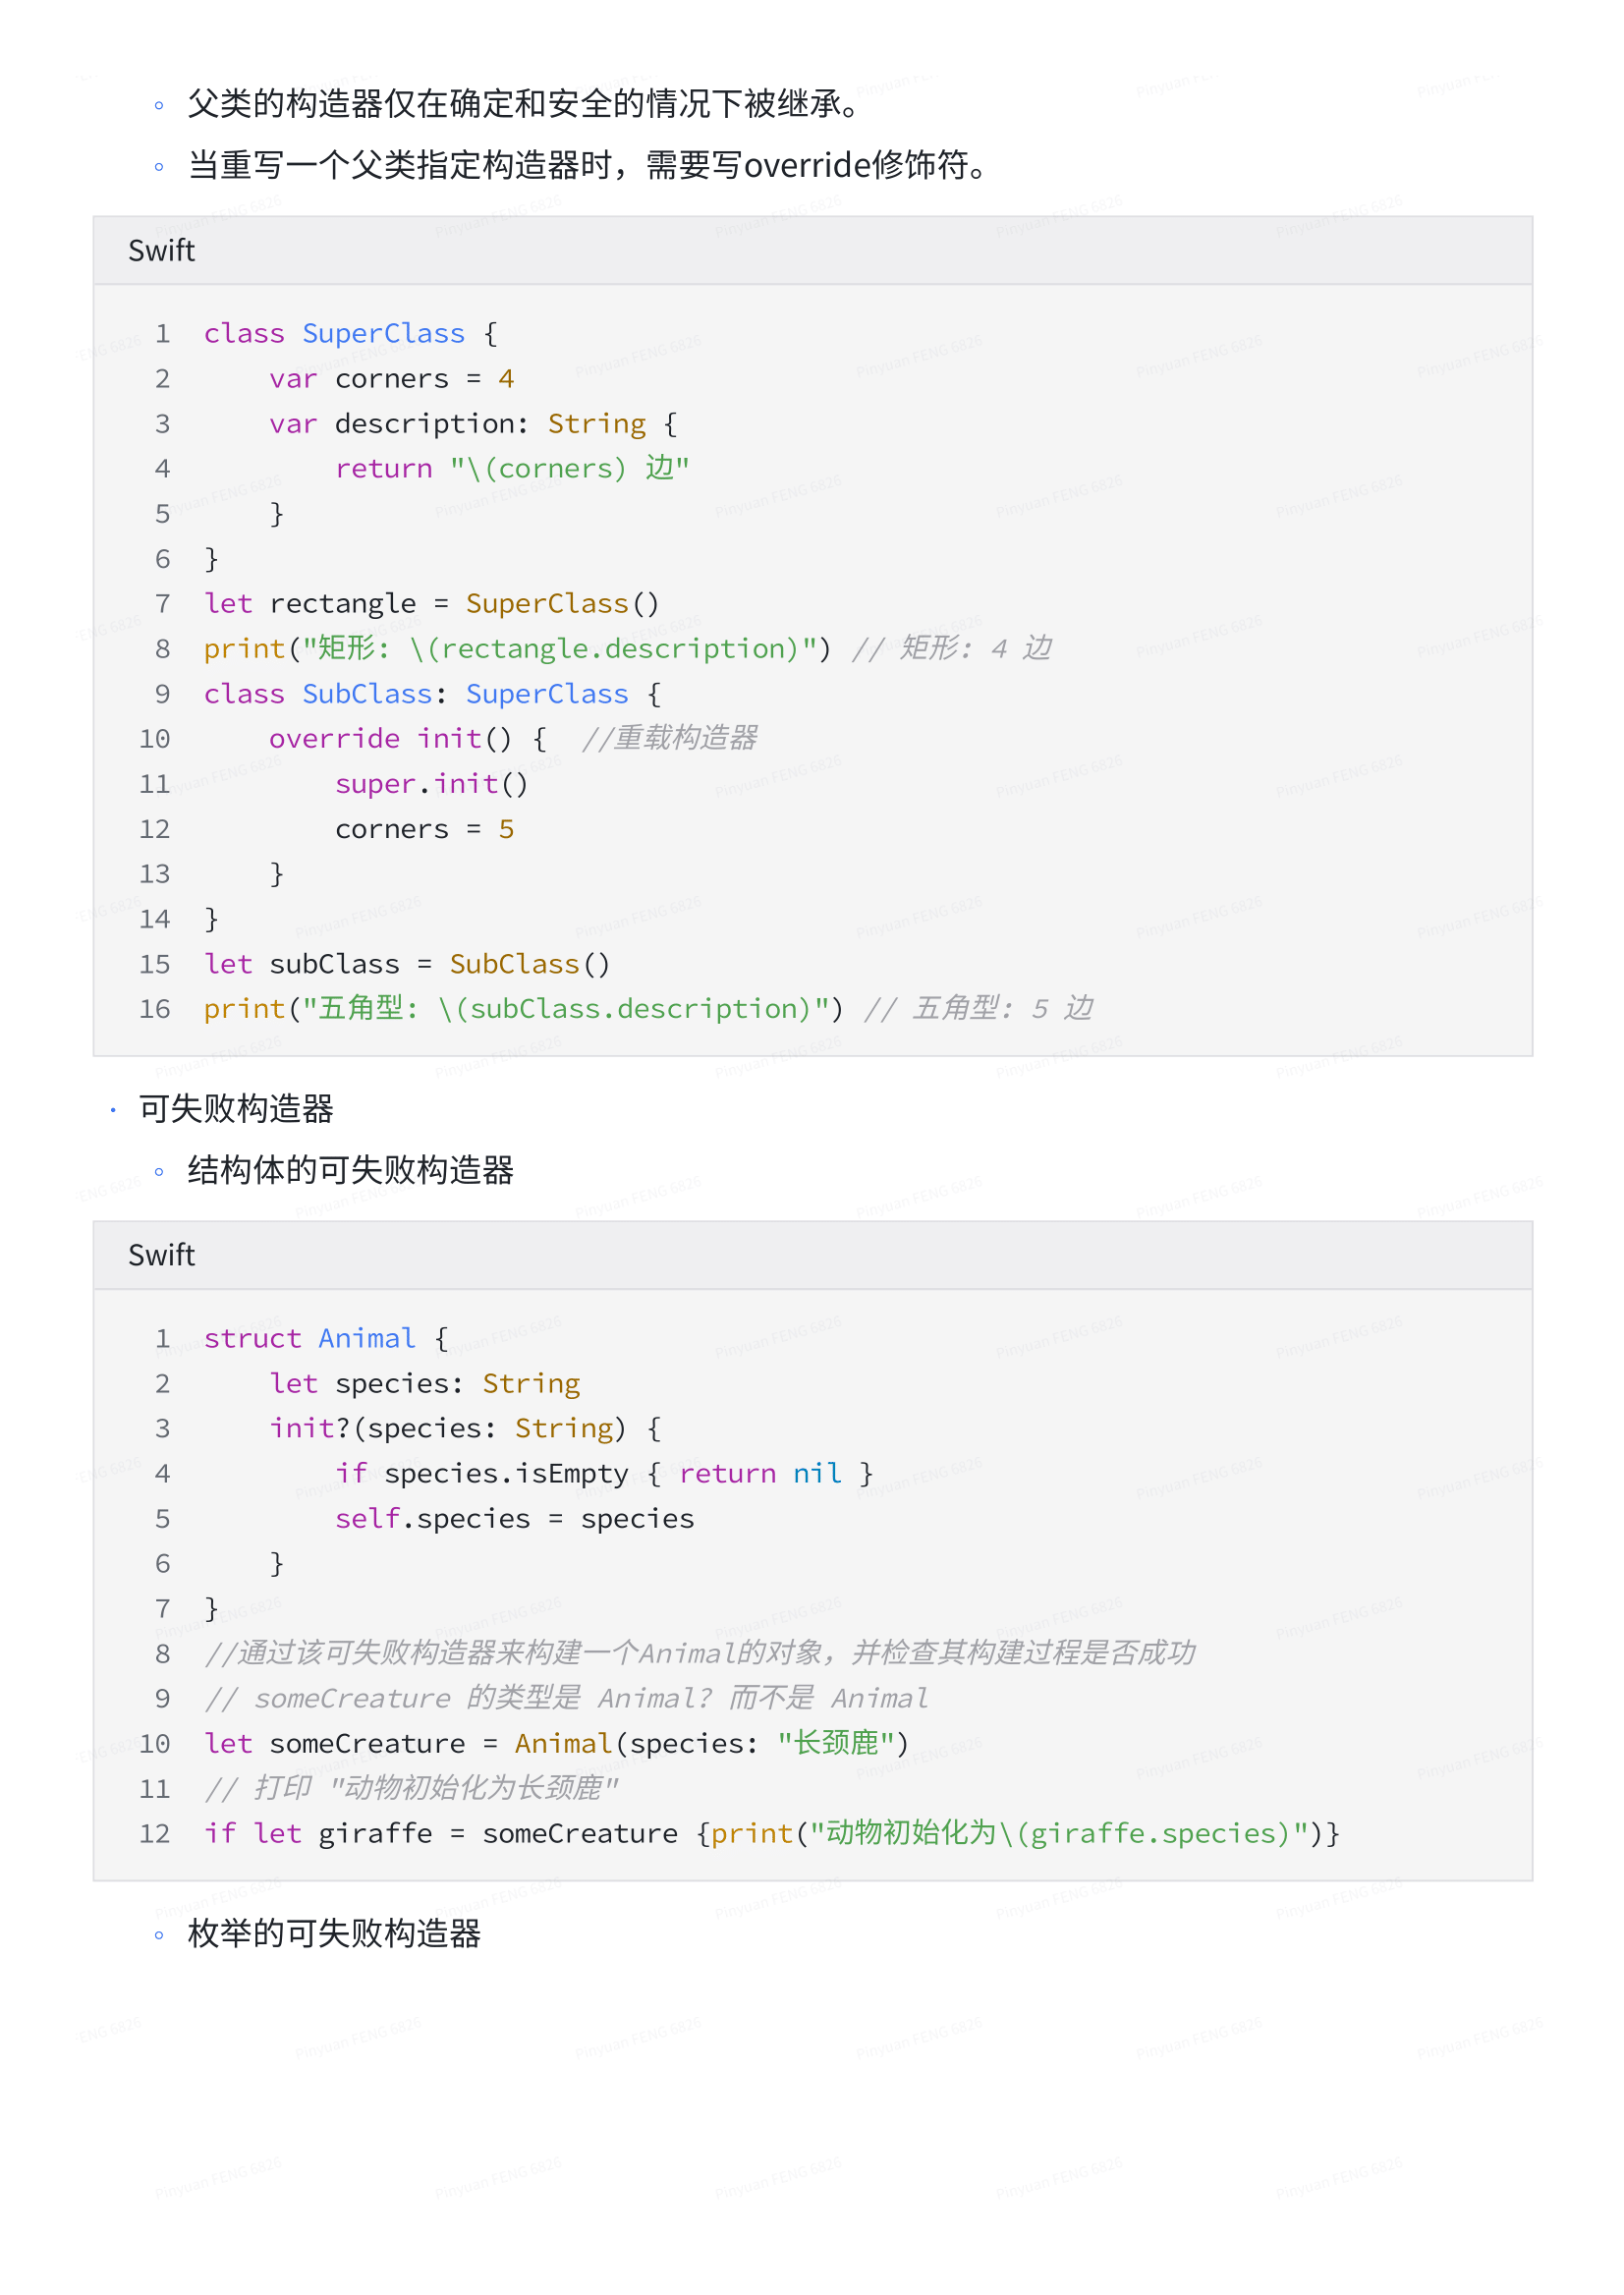 ◦ 父类的构造器仅在确定和安全的情况下被继承。
◦ 当重写一个父类指定构造器时，需要写override修饰符。
Swift
1 class SuperClass {
2     var corners = 4
3     var description: String {
4         return "\(corners) 边"
5     }
6 }
7 let rectangle = SuperClass()
8 print("矩形: \(rectangle.description)") // 矩形: 4 边
9 class SubClass: SuperClass {
10     override init() {  //重载构造器
11         super.init()
12         corners = 5
13     }
14 }
15 let subClass = SubClass()
16 print("五角型: \(subClass.description)") // 五角型: 5 边
• 可失败构造器
◦ 结构体的可失败构造器
Swift
1 struct Animal {
2     let species: String
3     init?(species: String) {
4         if species.isEmpty { return nil }
5         self.species = species
6     }
7 }
8 //通过该可失败构造器来构建一个Animal的对象，并检查其构建过程是否成功
9 // someCreature 的类型是 Animal? 而不是 Animal
10 let someCreature = Animal(species: "长颈鹿")
11 // 打印 "动物初始化为长颈鹿"
12 if let giraffe = someCreature {print("动物初始化为\(giraffe.species)")}
◦ 枚举的可失败构造器
Pinyuan FENG 6826